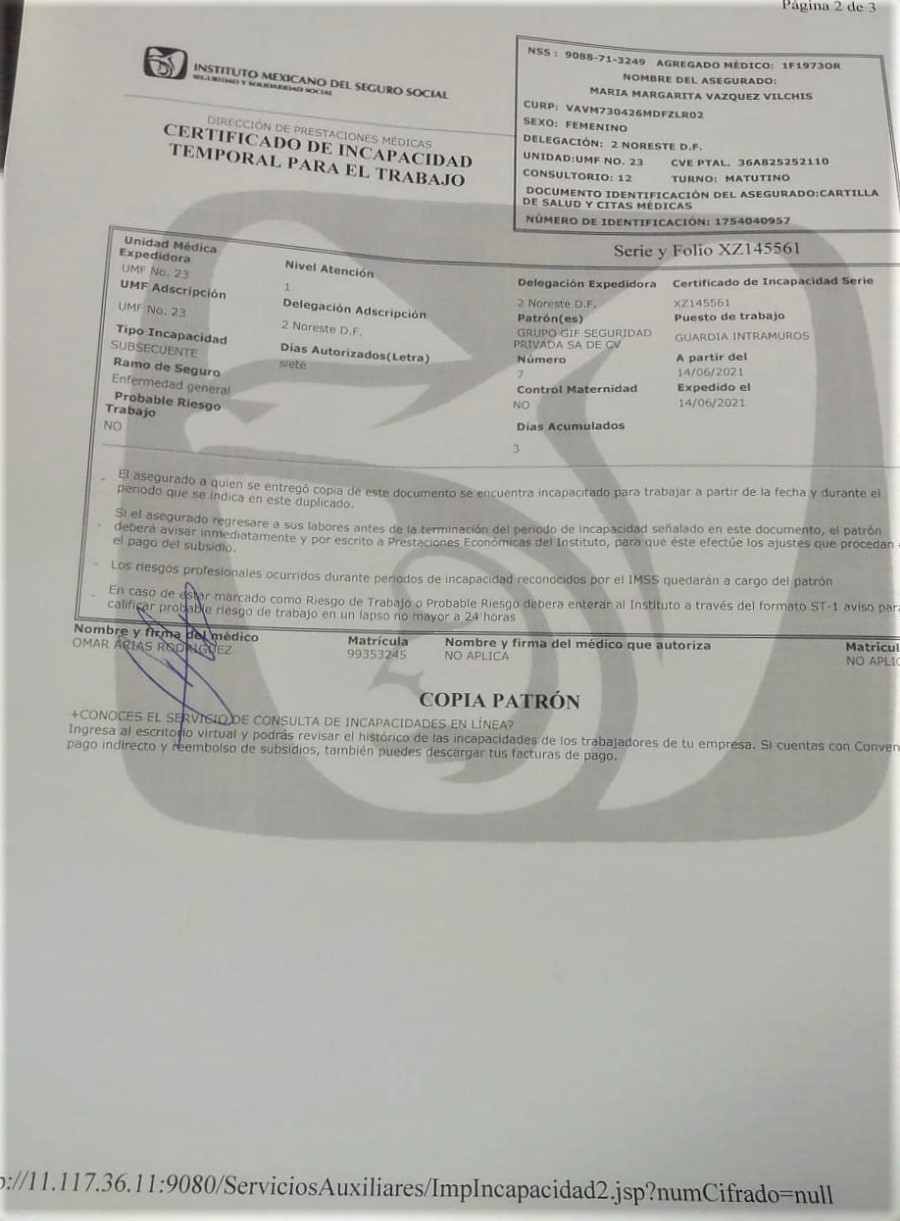 Página 2 de 3
INSTITUTO MEXICANO DEL SEGURO SOCIAL
SEGURIDAD Y SOLIDARIDAD SOCIAL
DIRECCIÓN DE PRESTACIONES MÉDICAS
CERTIFICADO DE INCAPACIDAD
TEMPORAL PARA EL TRABAJO
NSS : 9088-71-3249 AGREGADO MÉDICO: 1F1973OR
NOMBRE DEL ASEGURADO:
MARIA MARGARITA VAZQUEZ VILCHIS
CURP: VAVM730426MDFZLR02
SEXO: FEMENINO
DELEGACIÓN: 2 NORESTE D.F.
UNIDAD:UMF NO. 23 CVE PTAL. 36A825252110
CONSULTORIO: 12 TURNO: MATUTINO
DOCUMENTO IDENTIFICACIÓN DEL ASEGURADO:CARTILLA
DE SALUD Y CITAS MÉDICAS
NÚMERO DE IDENTIFICACIÓN: 1754040957
Serie y Folio XZ145561
Unidad Médica
Expedidora
UMF No. 23
UMF Adscripción
UMF No. 23
Tipo Incapacidad
SUBSECUENTE
Ramo de Seguro
Enfermedad general
Probable Riesgo
Trabajo
NO
Nivel Atención
1
Delegación Adscripción
2 Noreste D.F.
Días Autorizados(Letra)
siete
Delegación Expedidora
2 Noreste D.F.
Patrón(es)
GRUPO GIF SEGURIDAD
PRIVADA SA DE CV
Número
7
Control Maternidad
NO
Días Acumulados
3
Certificado de Incapacidad Serie
XZ145561
Puesto de trabajo
GUARDIA INTRAMUROS
A partir del
14/06/2021
Expedido el
14/06/2021
- El asegurado a quien se entregó copia de este documento se encuentra incapacitado para trabajar a partir de la fecha y durante el
periodo que se indica en este duplicado.
- Si el asegurado regresare a sus labores antes de la terminación del periodo de incapacidad señalado en este documento, el patrón
deberá avisar inmediatamente y por escrito a Prestaciones Económicas del Instituto, para que éste efectúe los ajustes que procedan
el pago del subsidio.
- Los riesgos profesionales ocurridos durante periodos de incapacidad reconocidos por el IMSS quedarán a cargo del patrón
- En caso de estar marcado como Riesgo de Trabajo o Probable Riesgo debera enterar al Instituto a través del formato ST-1 aviso para
calificar probable riesgo de trabajo en un lapso no mayor a 24 horas
Nombre y firma del médico
OMAR ARIAS RODRIGUEZ
Matrícula
99353245
Nombre y firma del médico que autoriza
NO APLICA
Matrícul
NO APLIC
COPIA PATRÓN
+CONOCES EL SERVICIO DE CONSULTA DE INCAPACIDADES EN LÍNEA?
Ingresa al escritorio virtual y podrás revisar el histórico de las incapacidades de los trabajadores de tu empresa. Si cuentas con Conven
pago indirecto y reembolso de subsidios, también puedes descargar tus facturas de pago.
p://11.117.36.11:9080/ServiciosAuxiliares/ImpIncapacidad2.jsp?numCifrado=null